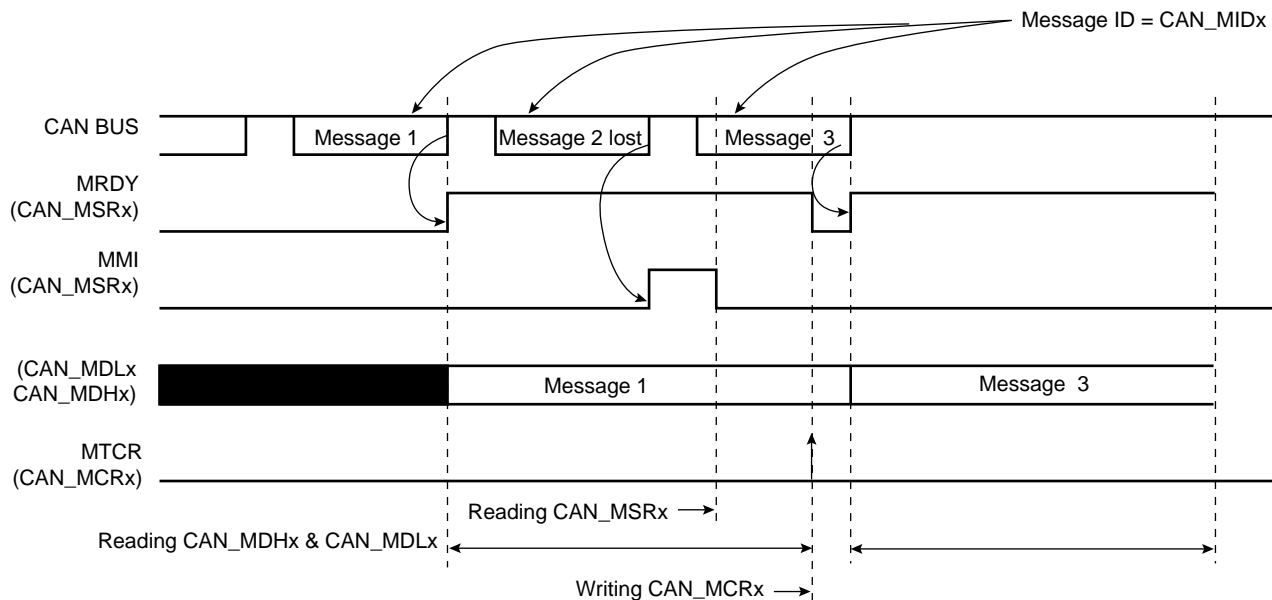 Message ID = CAN_MIDx
CAN BUS
Message 1
Message 2 lost
Message 3
MRDY
(CAN_MSRx)
MMI
(CAN_MSRx)
(CAN_MDLx
CAN_MDHx)
Message 1
Message 3
MTCR
(CAN_MCRx)
Reading CAN_MSRx
Reading CAN_MDHx & CAN_MDLx
Writing CAN_MCRx